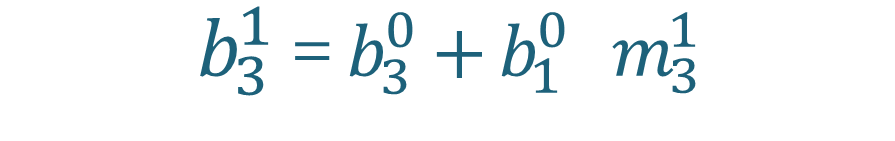 b₃¹ = b₃⁰ + b₁⁰ m₃¹